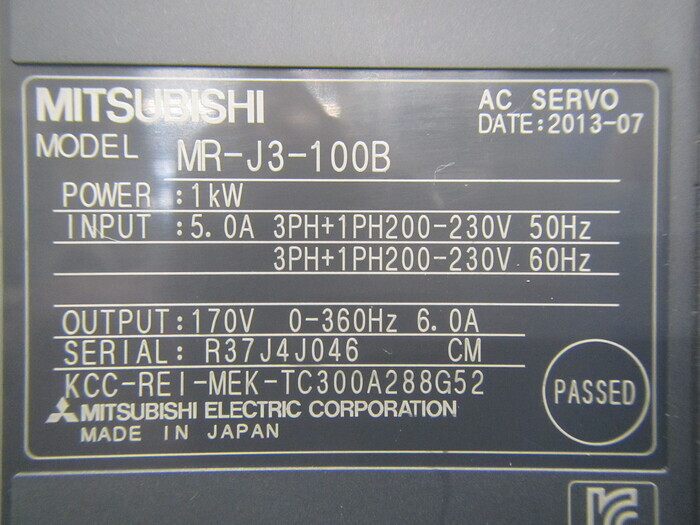 MITSUBISHI
AC SERVO
DATE:2013-07
MODEL MR-J3-100B
POWER:1kW
INPUT:5.0A 3PH+1PH200-230V 50Hz
3PH+1PH200-230V 60Hz
OUTPUT:170V 0-360Hz 6.0A
SERIAL: R37J4J046 CM
KCC-REI-MEK-TC300A288G52
MITSUBISHI ELECTRIC CORPORATION
MADE IN JAPAN
PASSED